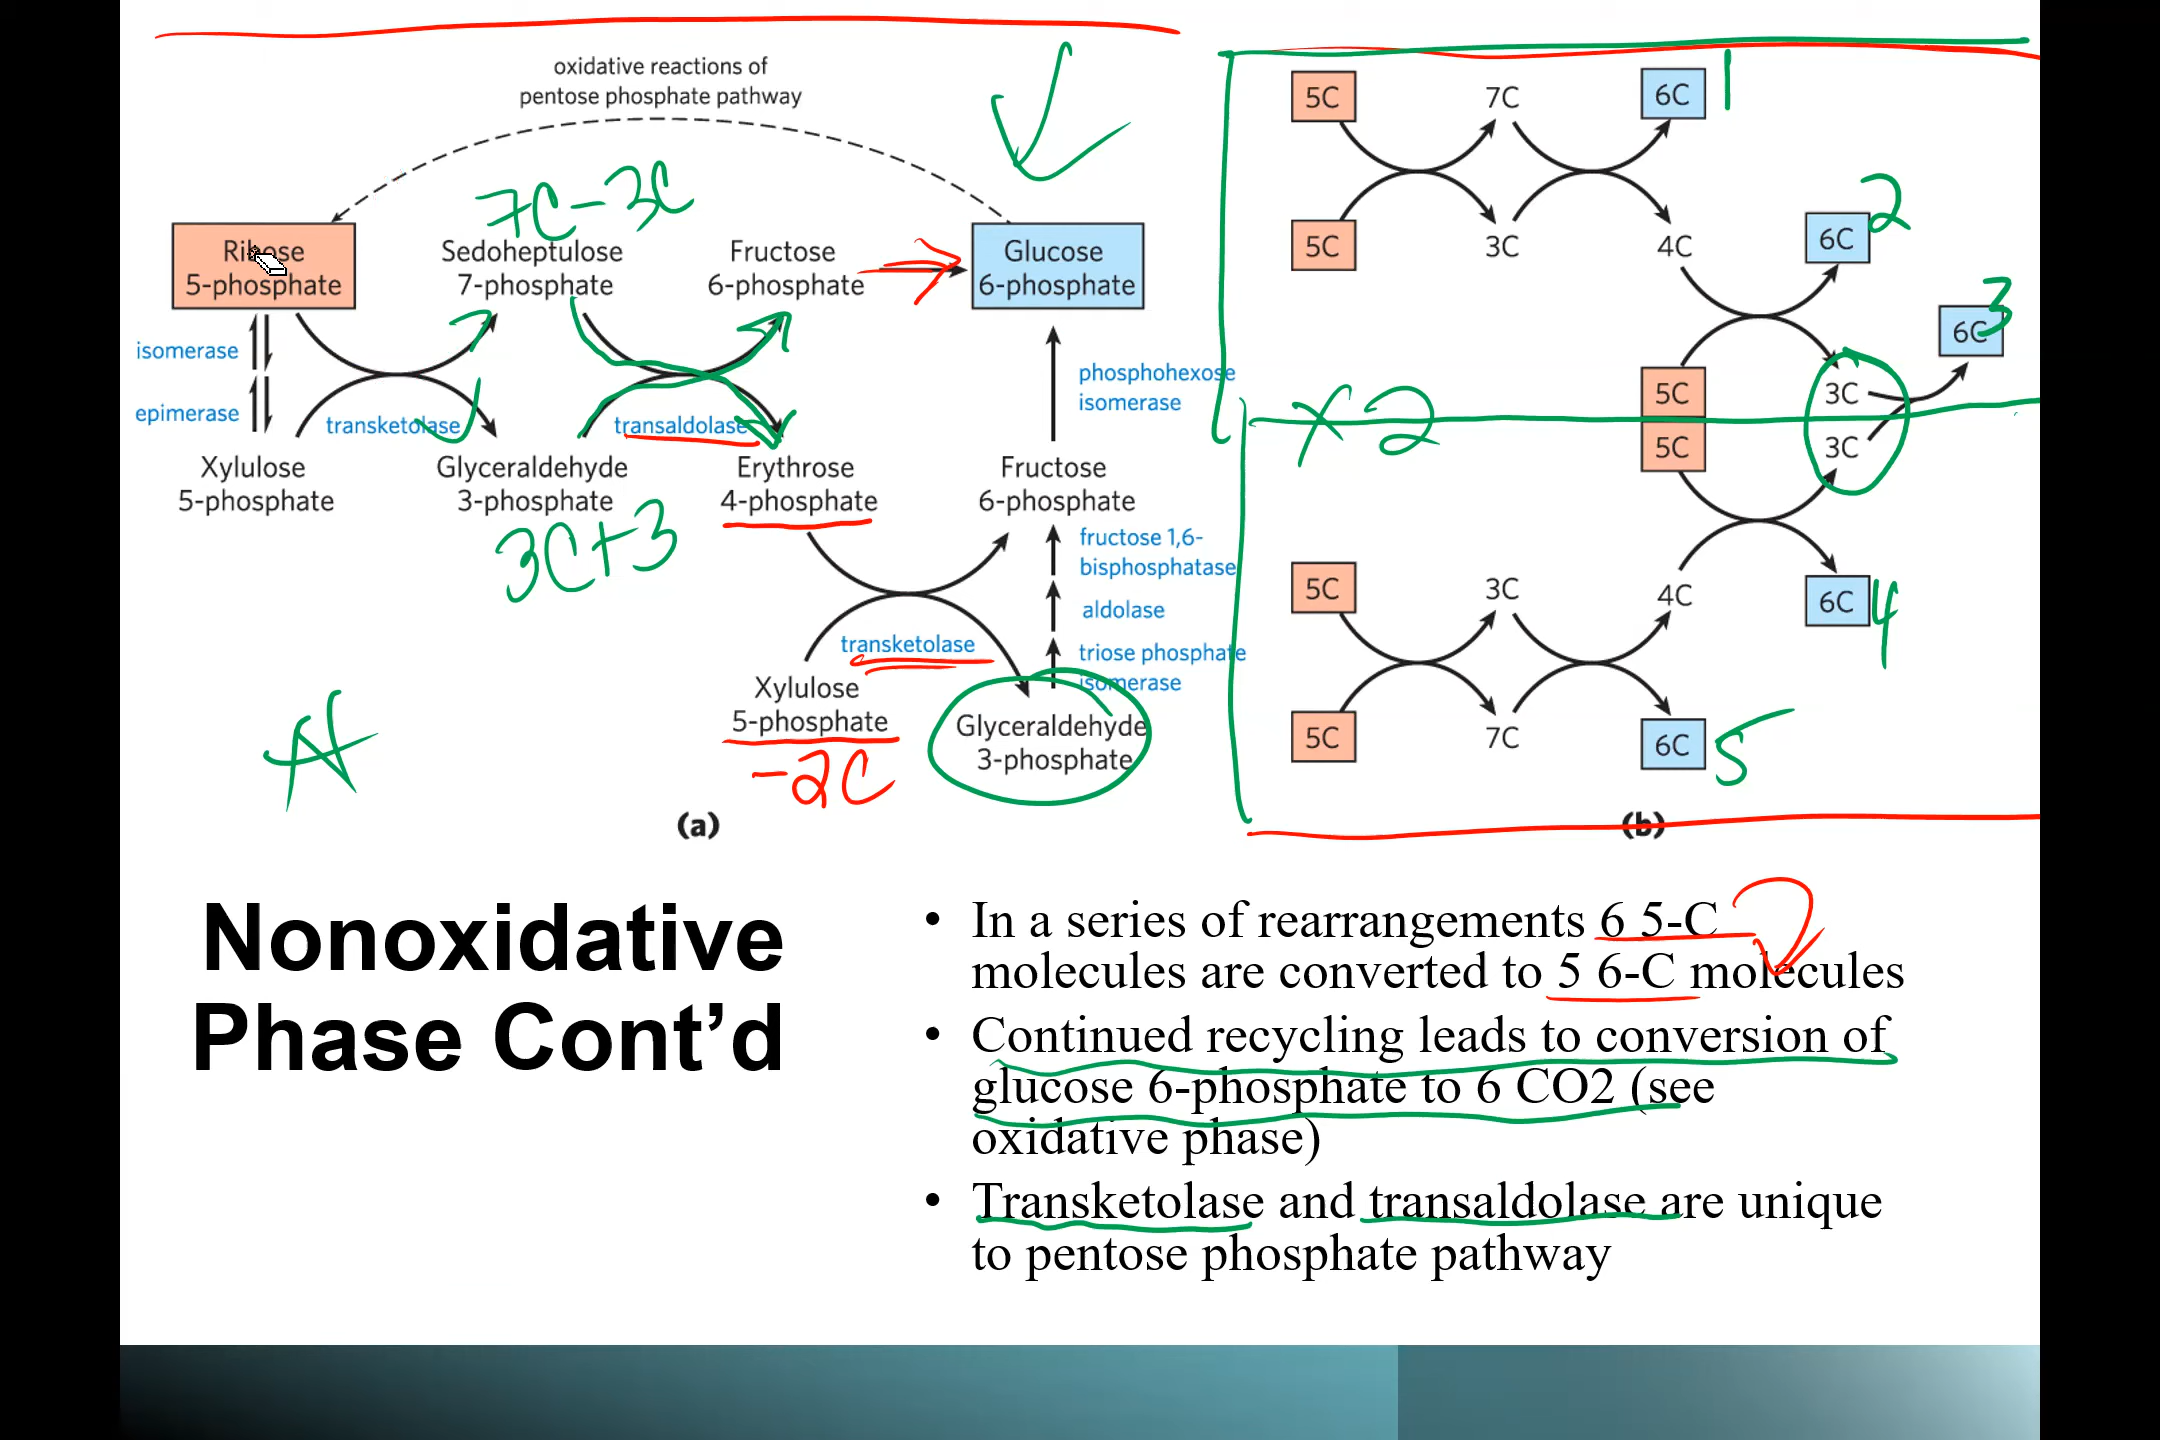 oxidative reactions of
pentose phosphate pathway
7C-3C
Ribose
5-phosphate
Sedoheptulose
7-phosphate
Fructose
6-phosphate
Glucose
6-phosphate
isomerase
epimerase
transketolase
transaldolase
phosphohexose
isomerase
Xylulose
5-phosphate
Glyceraldehyde
3-phosphate
Erythrose
4-phosphate
Fructose
6-phosphate
3C+3
fructose 1,6-
bisphosphatase
aldolase
transketolase
triose phosphate
isomerase
Xylulose
5-phosphate
Glyceraldehyde
3-phosphate
-2C
(a)
5C 7C 6C 1
5C 3C 4C 6C 2
6C 3
5C 3C
X2
5C 3C
5C 3C 4C 6C 4
5C 7C 6C 5
(b)
Nonoxidative
Phase Cont’d
• In a series of rearrangements 6 5-C
molecules are converted to 5 6-C molecules
• Continued recycling leads to conversion of
glucose 6-phosphate to 6 CO2 (see
oxidative phase)
• Transketolase and transaldolase are unique
to pentose phosphate pathway